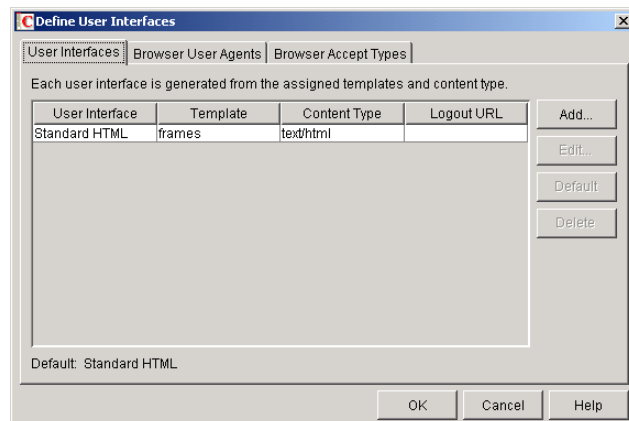 Define User Interfaces
User Interfaces Browser User Agents Browser Accept Types
Each user interface is generated from the assigned templates and content type.
User Interface Template Content Type Logout URL
Standard HTML frames text/html
Add...
Edit...
Default
Delete
Default: Standard HTML
OK Cancel Help